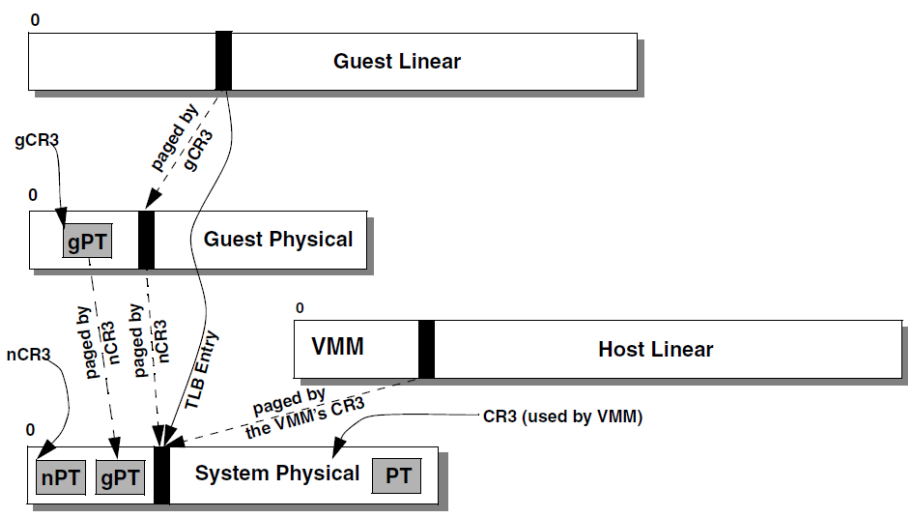 0
Guest Linear
paged by
gCR3
gCR3
0
gPT
Guest Physical
0
paged by
nCR3
paged by
nCR3
TLB Entry
VMM
Host Linear
nCR3
paged by
the VMM's CR3
CR3 (used by VMM)
0
nPT
gPT
System Physical
PT